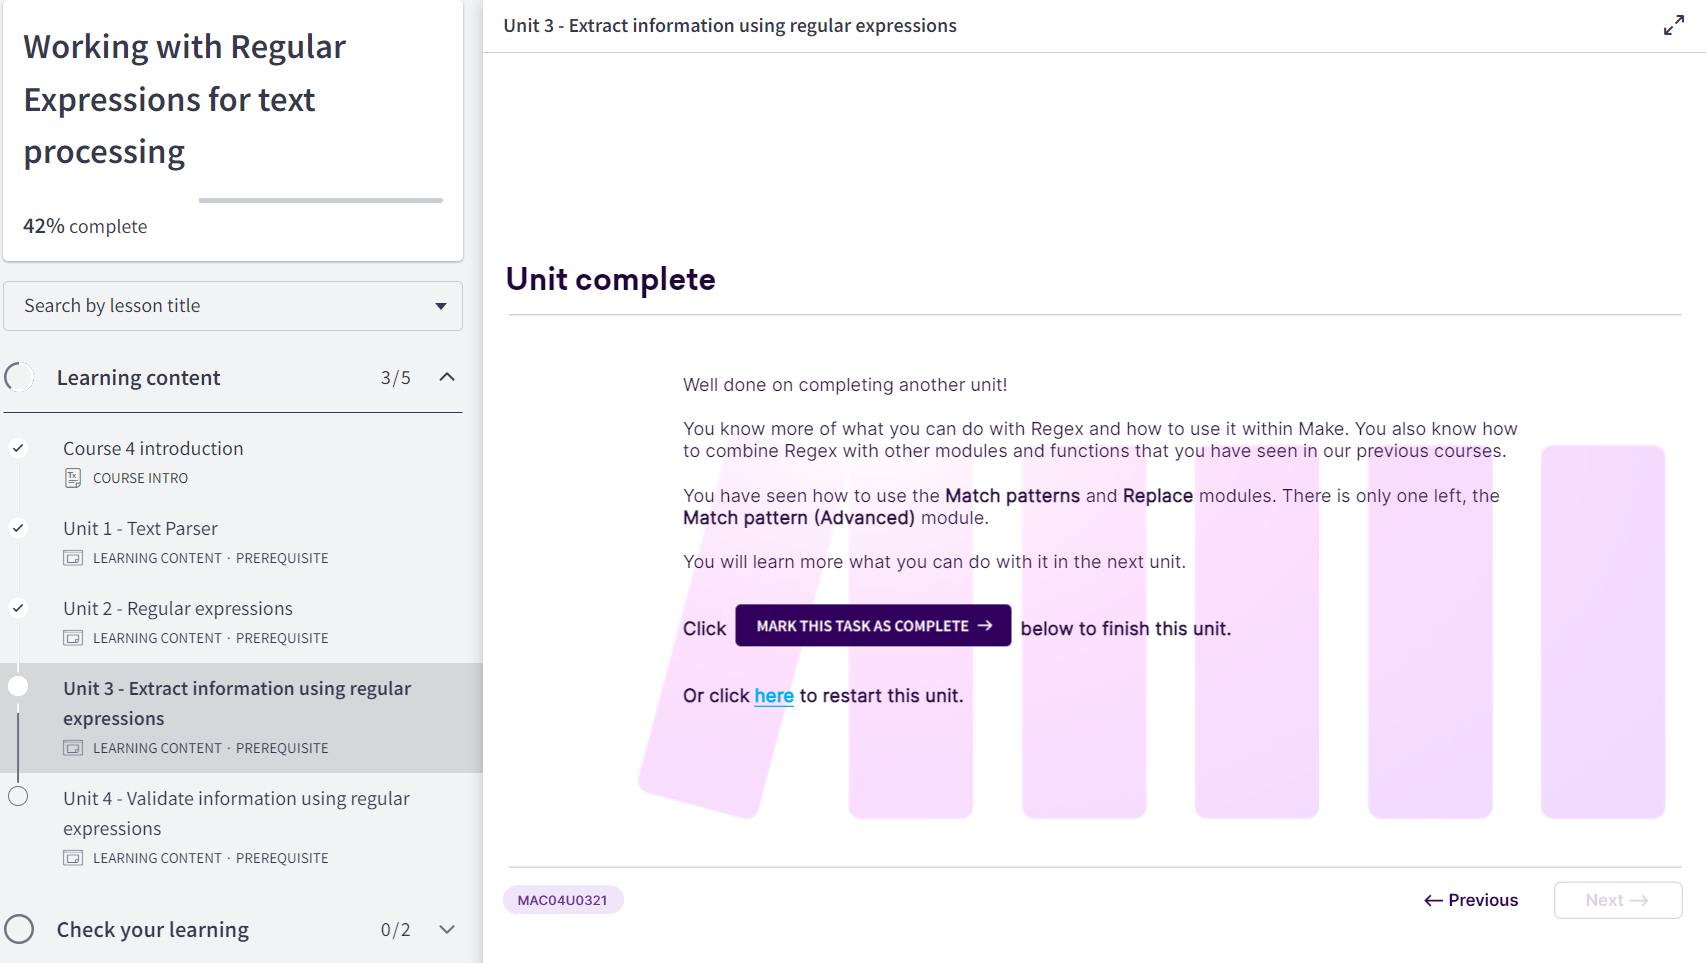 Working with Regular
Expressions for text
processing
42% complete
Search by lesson title
Learning content 3/5
Course 4 introduction
COURSE INTRO
Unit 1 - Text Parser
LEARNING CONTENT · PREREQUISITE
Unit 2 - Regular expressions
LEARNING CONTENT · PREREQUISITE
Unit 3 - Extract information using regular
expressions
LEARNING CONTENT · PREREQUISITE
Unit 4 - Validate information using regular
expressions
LEARNING CONTENT · PREREQUISITE
Check your learning 0/2
Unit 3 - Extract information using regular expressions
Unit complete
Well done on completing another unit!
You know more of what you can do with Regex and how to use it within Make. You also know how
to combine Regex with other modules and functions that you have seen in our previous courses.
You have seen how to use the Match patterns and Replace modules. There is only one left, the
Match pattern (Advanced) module.
You will learn more what you can do with it in the next unit.
Click MARK THIS TASK AS COMPLETE → below to finish this unit.
Or click here to restart this unit.
MAC04U0321
← Previous
Next →